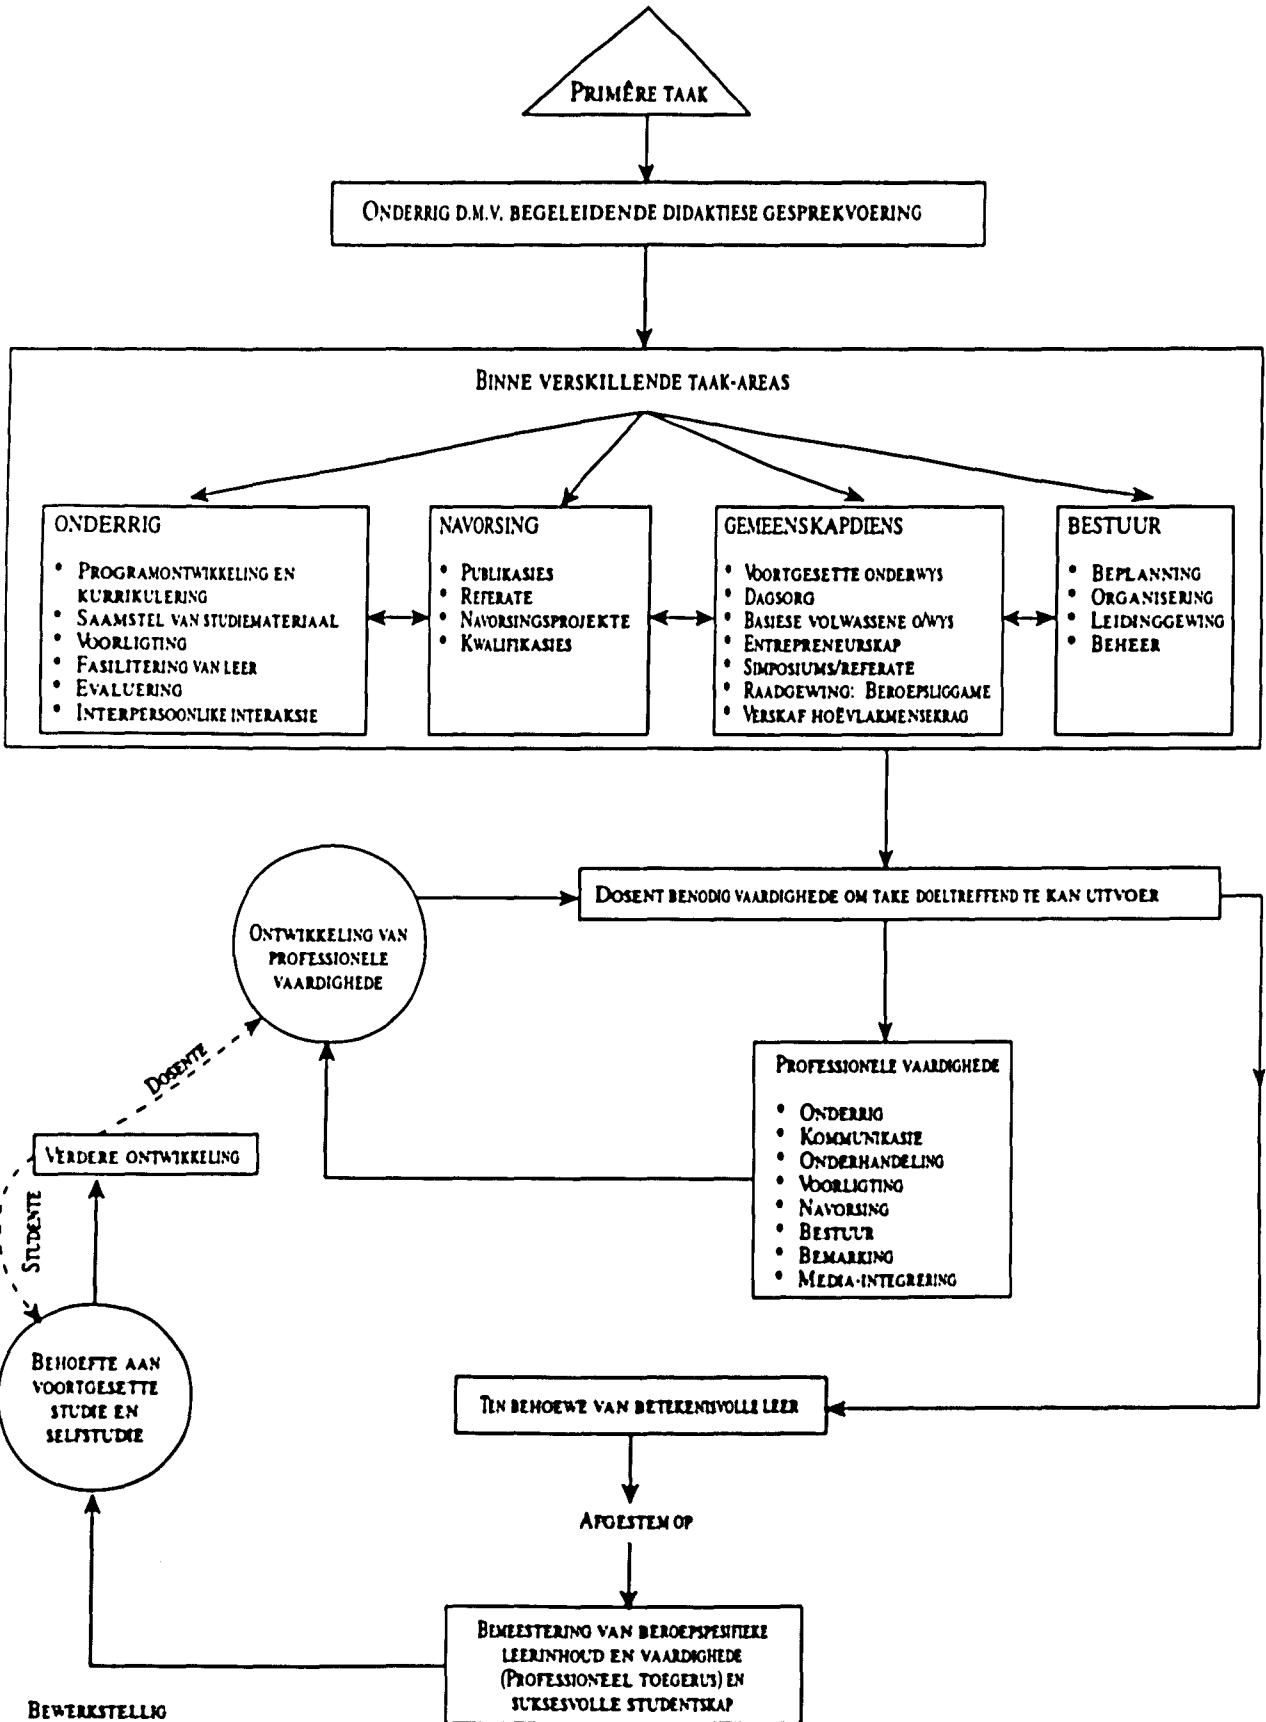 PRIMÊRE TAAK
ONDERRIG D.M.V. BEGELEIDENDE DIDAKTIESE GESPREKVOERING
BINNE VERSKILLENDE TAAK-AREAS
ONDERRIG
• PROGRAMONTWIKKELING EN
KURRIKULERING
• SAAMSTEL VAN STUDIEMATERIAAL
• VOORLIGTING
• FASILITERING VAN LEER
• EVALUERING
• INTERPERSOONLIKE INTERAKSIE
NAVORSING
• PUBLIKASIES
• REFERATE
• NAVORSINGSPROJEKTE
• KWALIFIKASIES
GEMEENSKAPDIENS
• VOORTGESETTE ONDERWYS
• DAGSORG
• BASIESE VOLWASSENE O/WYS
• ENTREPRENEURSKAP
• SIMPOSIUMS/REFERATE
• RAADGEWING: BEROEPSLIGGAME
• VERSKAF HOËVLAKMENSEKRAG
BESTUUR
• BEPLANNING
• ORGANISERING
• LEIDINGGEWING
• BEHEER
DOSENT BENODIG VAARDIGHEDE OM TAKE DOELTREFFEND TE KAN UITVOER
ONTWIKKELING VAN
PROFESSIONELE
VAARDIGHEDE
DOSENTE
PROFESSIONELE VAARDIGHEDE
• ONDERRIG
• KOMMUNIKASIE
• ONDERHANDELING
• VOORLIGTING
• NAVORSING
• BESTUUR
• BEMARKING
• MEDIA-INTEGRERING
VERDERE ONTWIKKELING
STUDENTE
BEHOEFTE AAN
VOORTGESETTE
STUDIE EN
SELFSTUDIE
TEN BEHOEWE VAN BETEKENISVOLLE LEER
AFGESTEM OP
BEMEESTERING VAN BEROEPSPESIFIEKE
LEERINHOUD EN VAARDIGHEDE
(PROFESSIONEEL TOEGERUS) EN
SUKSESVOLLE STUDENTSKAP
BEWERKSTELLIG